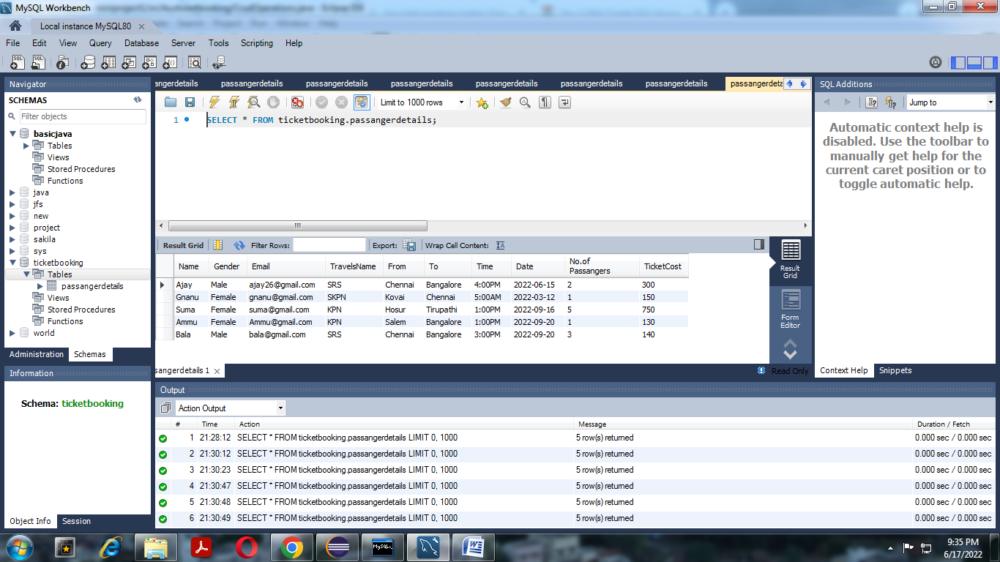 MySQL Workbench
Local instance MySQL80
File Edit View Query Database Server Tools Scripting Help
Navigator
SCHEMAS
Filter objects
basicjava
Tables
Views
Stored Procedures
Functions
java
jfs
new
project
sakila
sys
ticketbooking
Tables
passangerdetails
Views
Stored Procedures
Functions
world
Administration Schemas
Information
Schema: ticketbooking
Object Info Session
angerdetails passangerdetails passangerdetails passangerdetails passangerdetails passangerdetails passangerdetails passangerdeta
Limit to 1000 rows
1 SELECT * FROM ticketbooking.passangerdetails;
Result Grid Filter Rows: Export: Wrap Cell Content:
Name Gender Email TravelsName From To Time Date No.of Passangers TicketCost
Ajay Male ajay26@gmail.com SRS Chennai Bangalore 4:00PM 2022-06-15 2 300
Gnanu Female gnanu@gmail.com SKPN Kovai Chennai 5:00AM 2022-03-12 1 150
Suma Female suma@gmail.com KPN Hosur Tirupathi 1:00PM 2022-09-16 5 750
Ammu Female Ammu@gmail.com KPN Salem Bangalore 1:00PM 2022-09-20 1 130
Bala Male bala@gmail.com SRS Chennai Bangalore 3:00PM 2022-09-20 3 140
Result Grid
Form Editor
sangerdetails 1
Read Only
SQL Additions
Jump to
Automatic context help is
disabled. Use the toolbar to
manually get help for the
current caret position or to
toggle automatic help.
Context Help Snippets
Output
Action Output
# Time Action Message Duration / Fetch
1 21:28:12 SELECT * FROM ticketbooking.passangerdetails LIMIT 0, 1000 5 row(s) returned 0.000 sec / 0.000 sec
2 21:30:12 SELECT * FROM ticketbooking.passangerdetails LIMIT 0, 1000 5 row(s) returned 0.000 sec / 0.000 sec
3 21:30:23 SELECT * FROM ticketbooking.passangerdetails LIMIT 0, 1000 5 row(s) returned 0.000 sec / 0.000 sec
4 21:30:47 SELECT * FROM ticketbooking.passangerdetails LIMIT 0, 1000 5 row(s) returned 0.000 sec / 0.000 sec
5 21:30:48 SELECT * FROM ticketbooking.passangerdetails LIMIT 0, 1000 5 row(s) returned 0.000 sec / 0.000 sec
6 21:30:49 SELECT * FROM ticketbooking.passangerdetails LIMIT 0, 1000 5 row(s) returned 0.000 sec / 0.000 sec
9:35 PM
6/17/2022